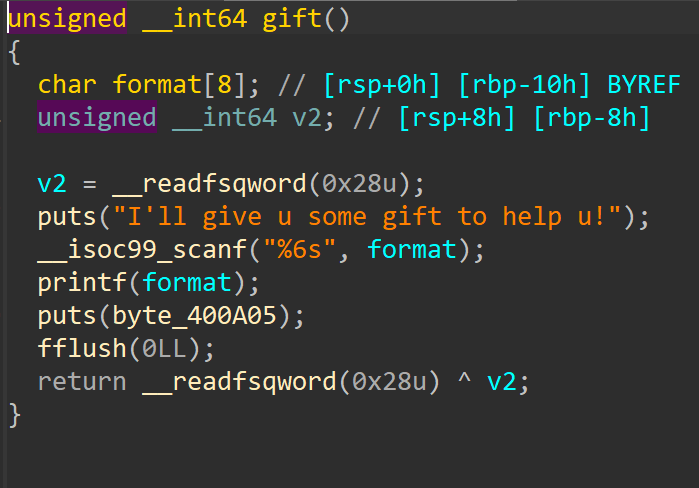 unsigned __int64 gift()
{
  char format[8]; // [rsp+0h] [rbp-10h] BYREF
  unsigned __int64 v2; // [rsp+8h] [rbp-8h]

  v2 = __readfsqword(0x28u);
  puts("I'll give u some gift to help u!");
  __isoc99_scanf("%6s", format);
  printf(format);
  puts(byte_400A05);
  fflush(0LL);
  return __readfsqword(0x28u) ^ v2;
}